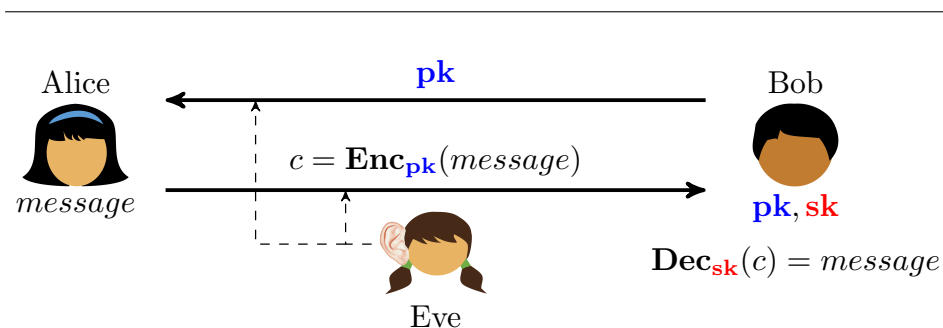 pk
Alice
Bob
c = Enc_pk(message)
message
pk, sk
Dec_sk(c) = message
Eve